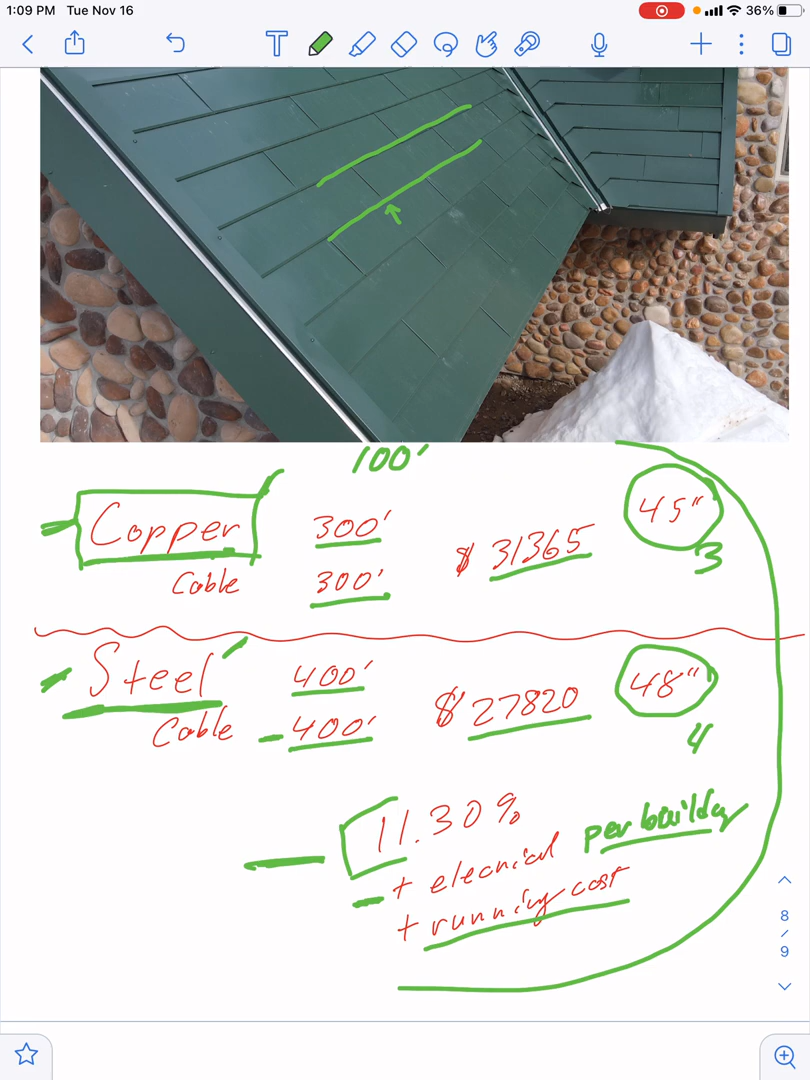 1:09 PM Tue Nov 16
36%
T
100'
Copper 300' $ 31365 45"
Cable 300' 3
Steel 400' $ 27820 48"
Cable 400' 4
11.30%
+ elecnical per buildy
+ running cost
8
/
9